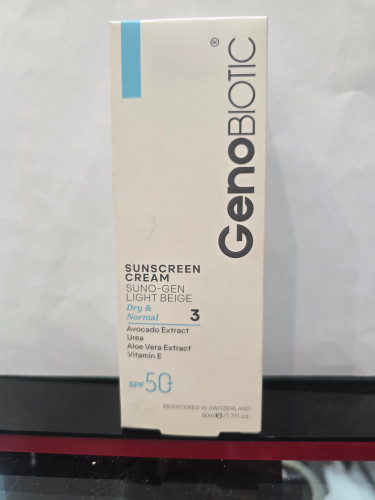 GenoBIOTIC®
SUNSCREEN
CREAM
SUNO-GEN
LIGHT BEIGE
Dry &
Normal 3
Avocado Extract
Urea
Aloe Vera Extract
Vitamin E
SPF50+
REGISTERED IN SWITZERLAND
50ml℮/1.7fl.oz.